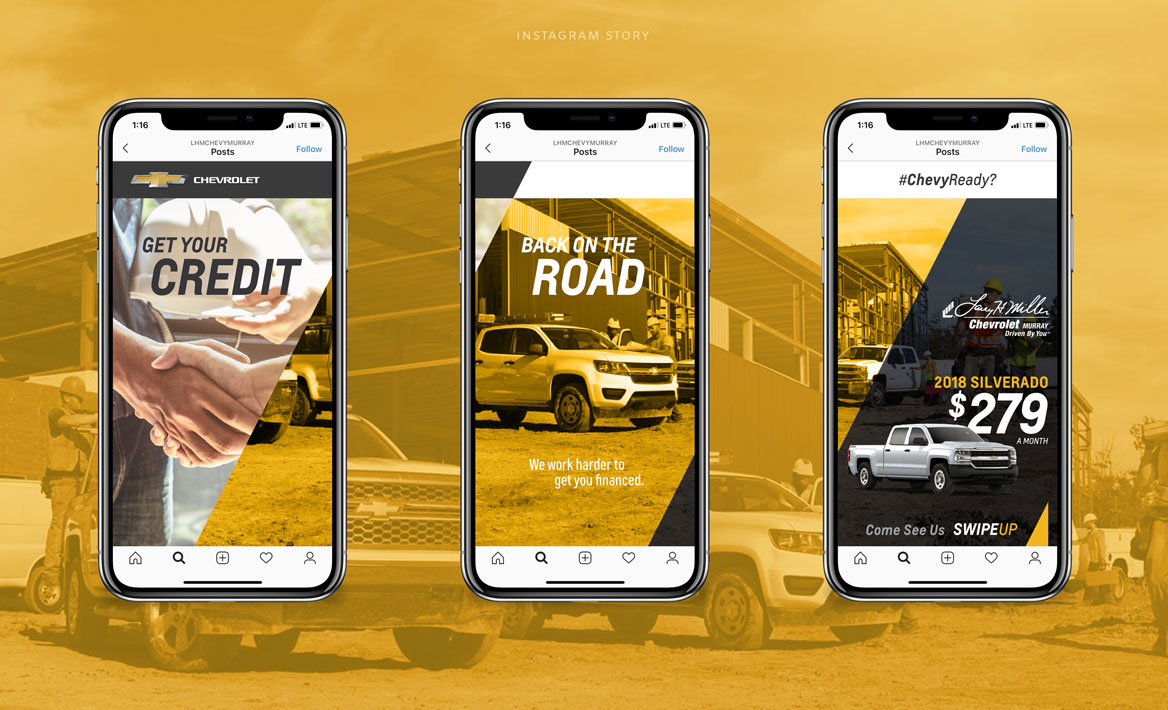 INSTAGRAM STORY
1:16
LTE
LHMCHEVYMURRAY
Posts
Follow
CHEVROLET
GET YOUR
CREDIT
1:16
LTE
LHMCHEVYMURRAY
Posts
Follow
BACK ON THE
ROAD
We work harder to
get you financed.
1:16
LTE
LHMCHEVYMURRAY
Posts
Follow
#ChevyReady?
Larry H. Miller
Chevrolet MURRAY
Driven By You
2018 SILVERADO
$279
A MONTH
Come See Us SWIPEUP